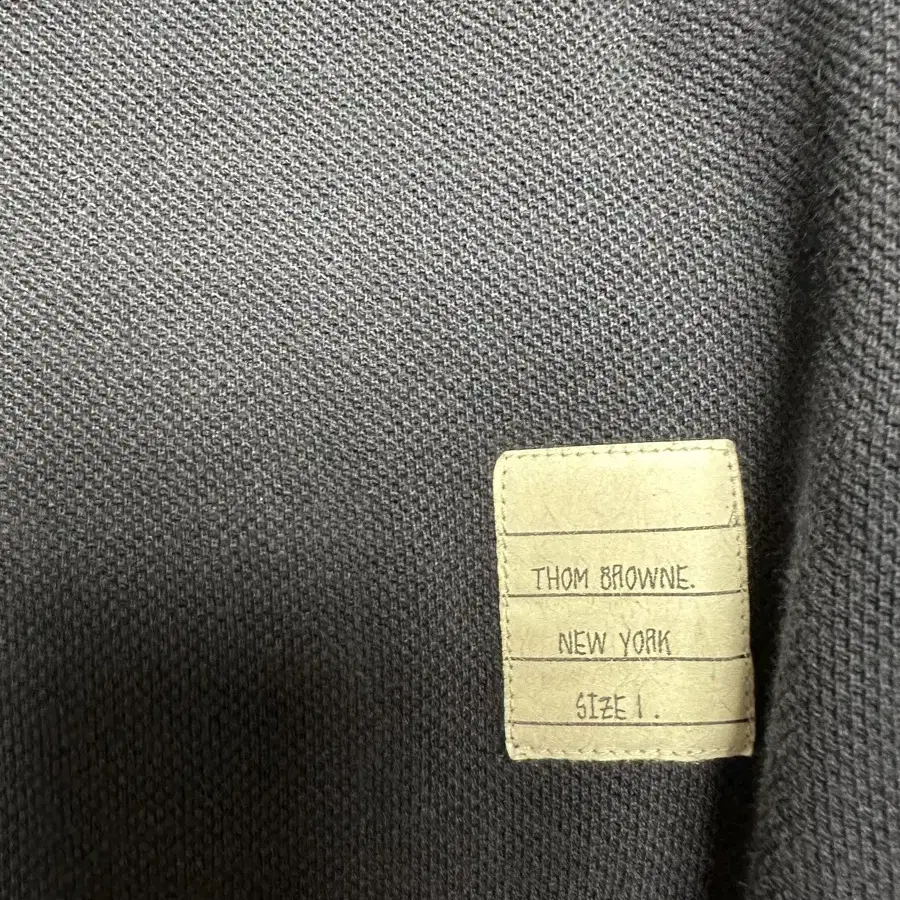 THOM BROWNE.
NEW YORK
SIZE 1.